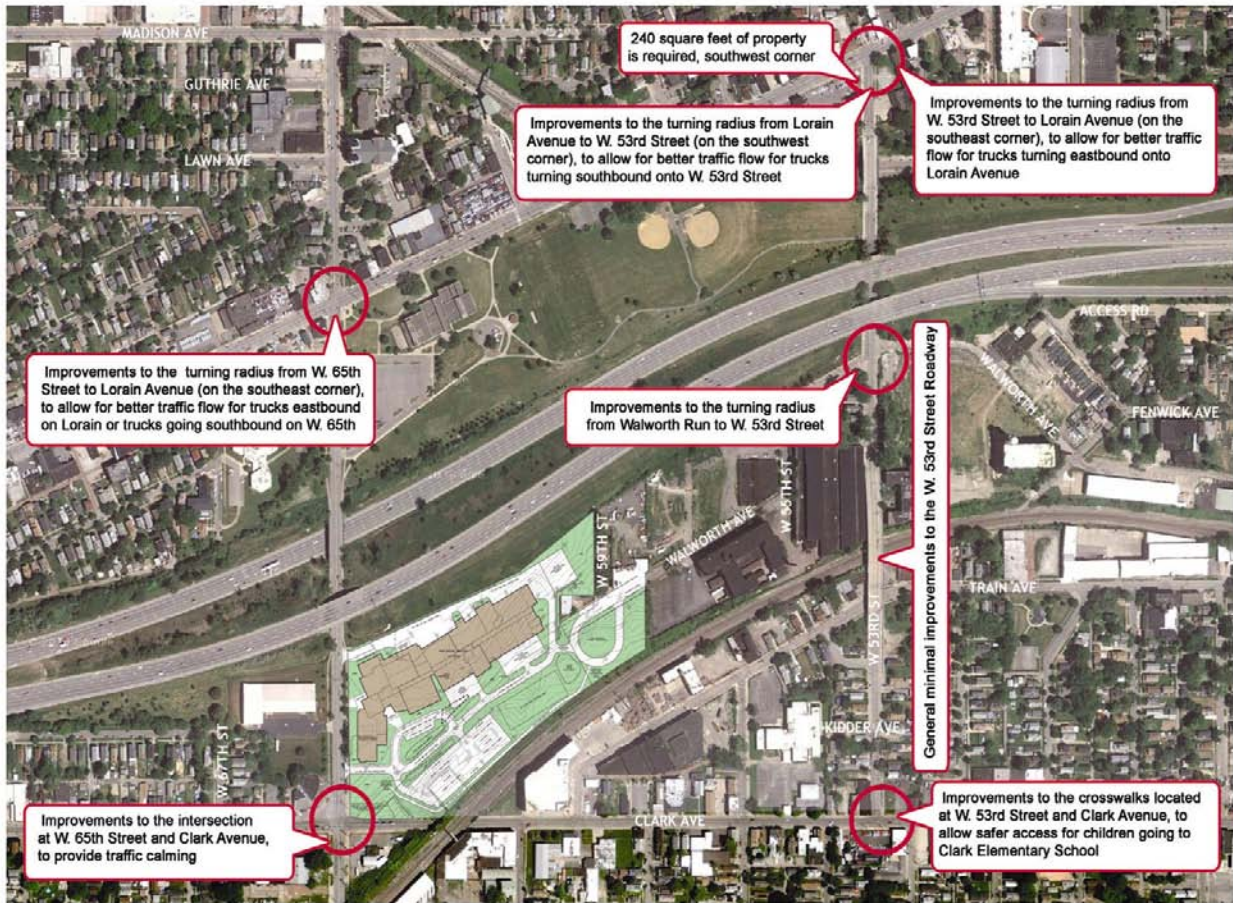 MADISON AVE
GUTHRIE AVE
LAWN AVE
240 square feet of property
is required, southwest corner
Improvements to the turning radius from Lorain
Avenue to W. 53rd Street (on the southwest
corner), to allow for better traffic flow for trucks
turning southbound onto W. 53rd Street
Improvements to the turning radius from
W. 53rd Street to Lorain Avenue (on the
southeast corner), to allow for better traffic
flow for trucks turning eastbound onto
Lorain Avenue
Improvements to the turning radius from W. 65th
Street to Lorain Avenue (on the southeast corner),
to allow for better traffic flow for trucks eastbound
on Lorain or trucks going southbound on W. 65th
Improvements to the turning radius
from Walworth Run to W. 53rd Street
General minimal improvements to the W. 53rd Street Roadway
ACCESS RD
WALWORTH AVE
FENWICK AVE
W 59TH ST
WALWORTH AVE
W 55TH ST
TRAIN AVE
W 53RD ST
KIDDER AVE
W 67TH ST
CLARK AVE
Improvements to the intersection
at W. 65th Street and Clark Avenue,
to provide traffic calming
Improvements to the crosswalks located
at W. 53rd Street and Clark Avenue, to
allow safer access for children going to
Clark Elementary School